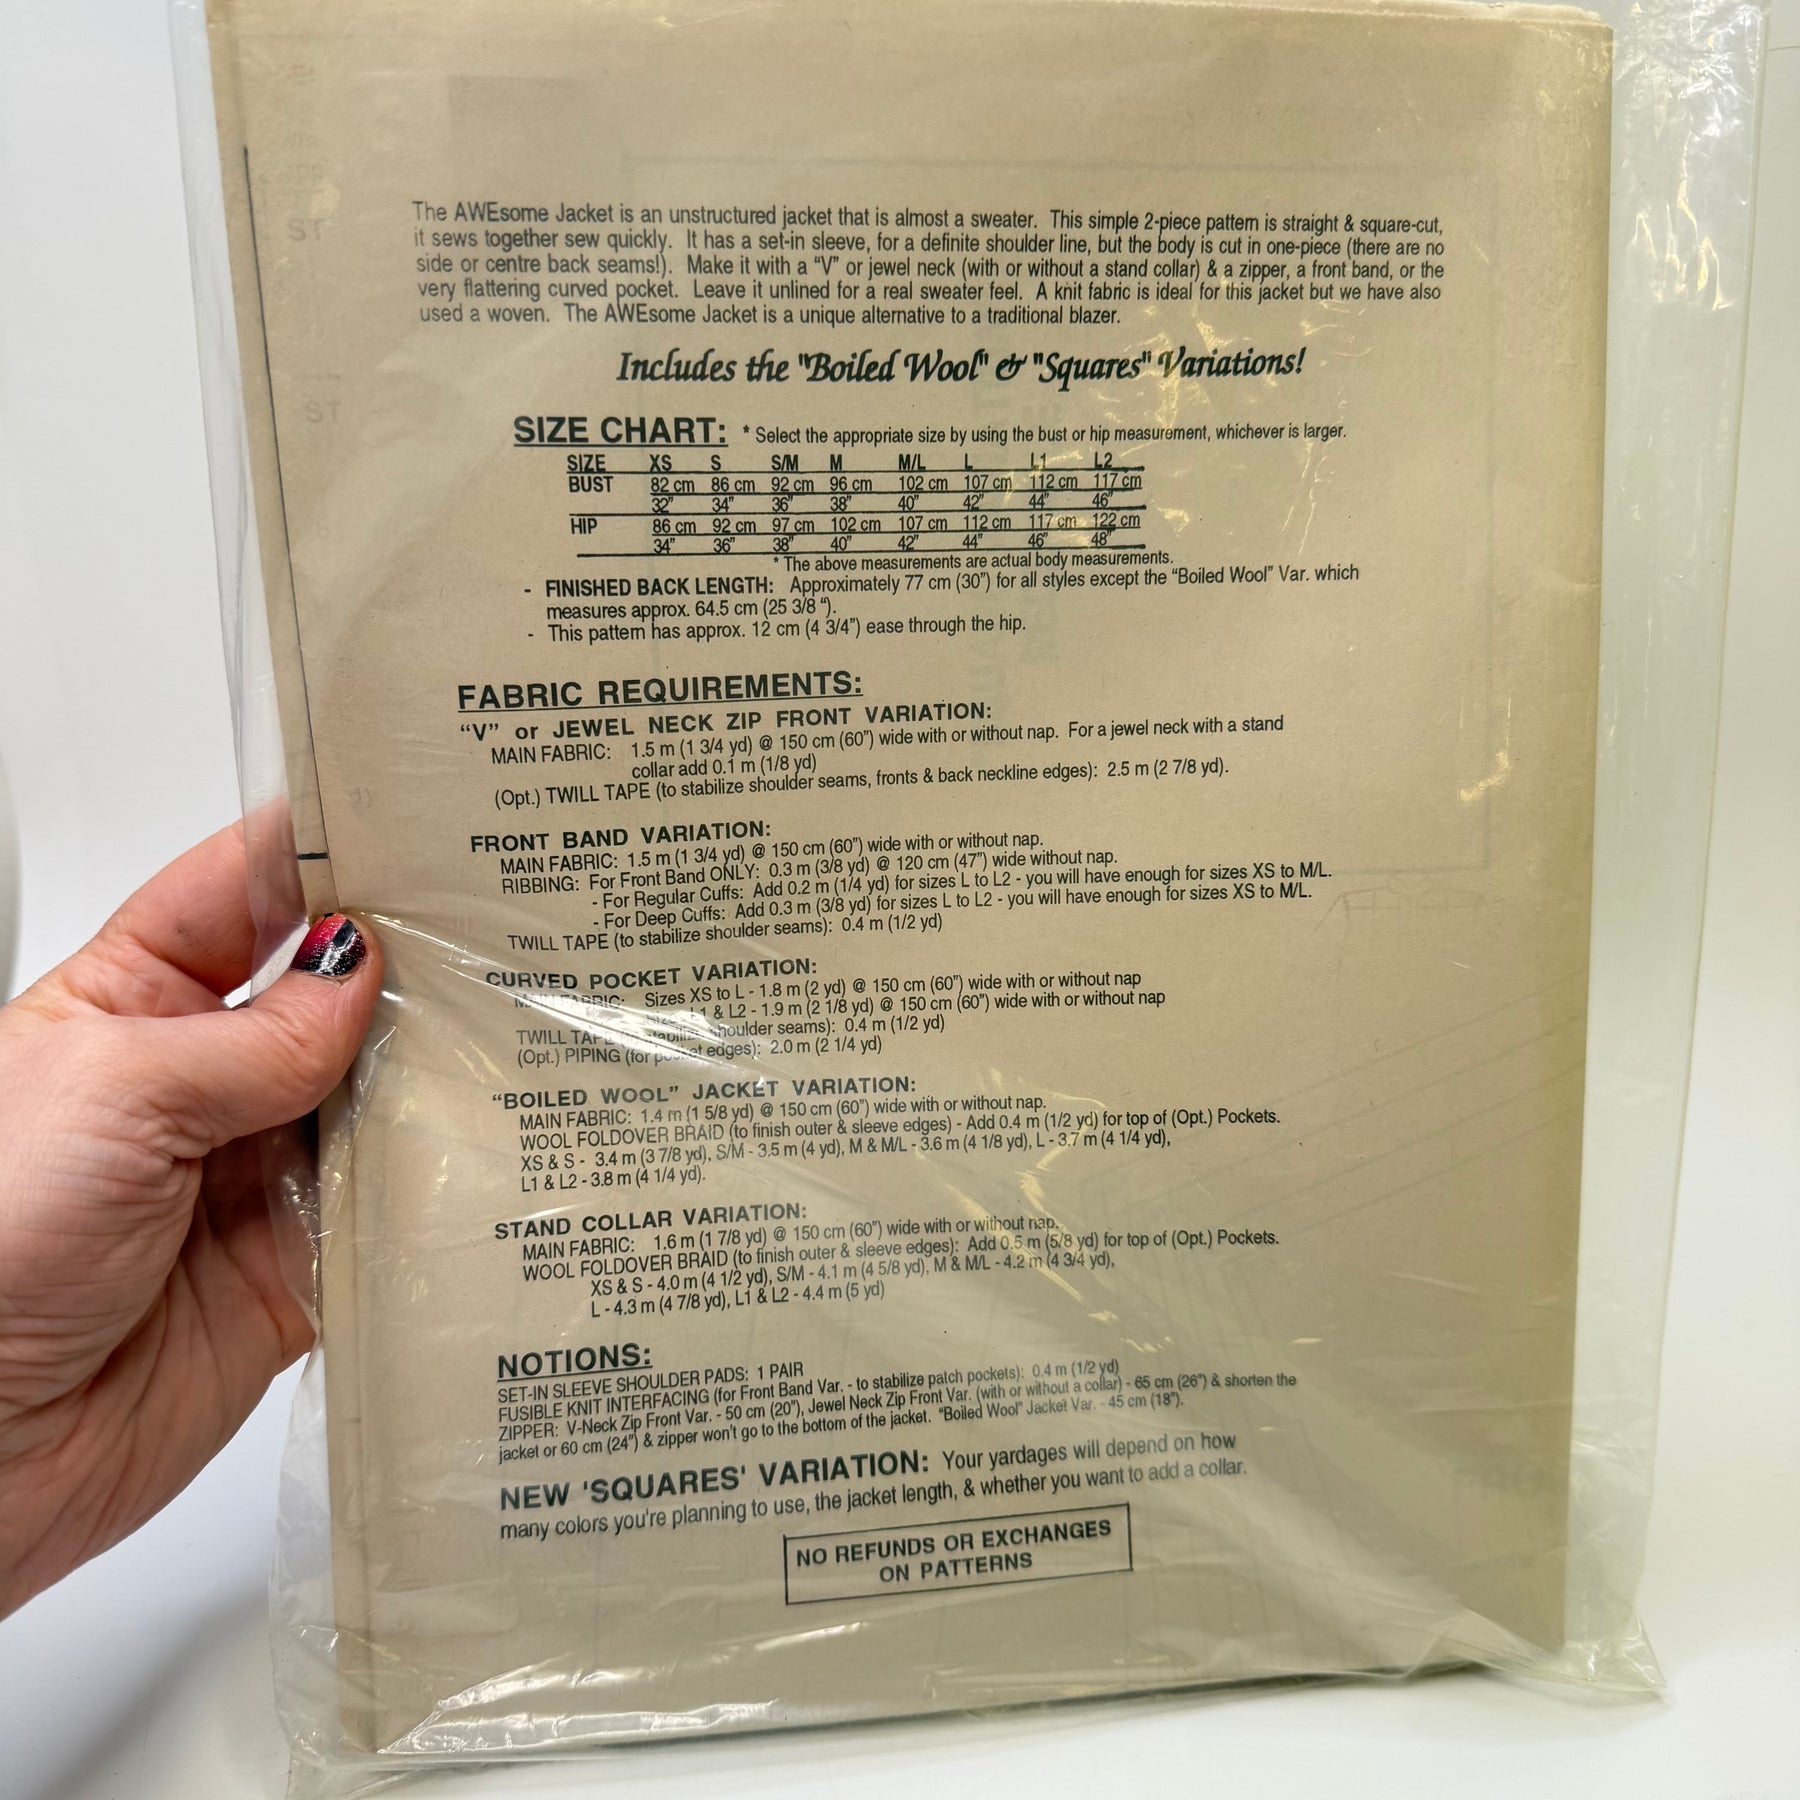 The AWEsome Jacket is an unstructured jacket that is almost a sweater. This simple 2-piece pattern is straight & square-cut,
it sews together sew quickly. It has a set-in sleeve, for a definite shoulder line, but the body is cut in one-piece (there are no
side or centre back seams!). Make it with a "V" or jewel neck (with or without a stand collar) & a zipper, a front band, or the
very flattering curved pocket. Leave it unlined for a real sweater feel. A knit fabric is ideal for this jacket but we have also
used a woven. The AWEsome Jacket is a unique alternative to a traditional blazer.
Includes the "Boiled Wool" & "Squares" Variations!
SIZE CHART: * Select the appropriate size by using the bust or hip measurement, whichever is larger.
SIZE XS S S/M M M/L L L1 L2
BUST 82 cm 86 cm 92 cm 96 cm 102 cm 107 cm 112 cm 117 cm
32" 34" 36" 38" 40" 42" 44" 46"
HIP 86 cm 92 cm 97 cm 102 cm 107 cm 112 cm 117 cm 122 cm
34" 36" 38" 40" 42" 44" 46" 48"
* The above measurements are actual body measurements.
- FINISHED BACK LENGTH: Approximately 77 cm (30") for all styles except the "Boiled Wool" Var. which
measures approx. 64.5 cm (25 3/8 ").
- This pattern has approx. 12 cm (4 3/4") ease through the hip.
FABRIC REQUIREMENTS:
"V" or JEWEL NECK ZIP FRONT VARIATION:
MAIN FABRIC: 1.5 m (1 3/4 yd) @ 150 cm (60") wide with or without nap. For a jewel neck with a stand
collar add 0.1 m (1/8 yd)
(Opt.) TWILL TAPE (to stabilize shoulder seams, fronts & back neckline edges): 2.5 m (2 7/8 yd).
FRONT BAND VARIATION:
MAIN FABRIC: 1.5 m (1 3/4 yd) @ 150 cm (60") wide with or without nap.
RIBBING: For Front Band ONLY: 0.3 m (3/8 yd) @ 120 cm (47") wide without nap.
- For Regular Cuffs: Add 0.2 m (1/4 yd) for sizes L to L2 - you will have enough for sizes XS to M/L.
- For Deep Cuffs: Add 0.3 m (3/8 yd) for sizes L to L2 - you will have enough for sizes XS to M/L.
TWILL TAPE (to stabilize shoulder seams): 0.4 m (1/2 yd)
CURVED POCKET VARIATION:
MAIN FABRIC: Sizes XS to L - 1.8 m (2 yd) @ 150 cm (60") wide with or without nap
Sizes L1 & L2 - 1.9 m (2 1/8 yd) @ 150 cm (60") wide with or without nap
TWILL TAPE (to stabilize shoulder seams): 0.4 m (1/2 yd)
(Opt.) PIPING (for pocket edges): 2.0 m (2 1/4 yd)
"BOILED WOOL" JACKET VARIATION:
MAIN FABRIC: 1.4 m (1 5/8 yd) @ 150 cm (60") wide with or without nap.
WOOL FOLDOVER BRAID (to finish outer & sleeve edges) - Add 0.4 m (1/2 yd) for top of (Opt.) Pockets.
XS & S - 3.4 m (3 7/8 yd), S/M - 3.5 m (4 yd), M & M/L - 3.6 m (4 1/8 yd), L - 3.7 m (4 1/4 yd),
L1 & L2 - 3.8 m (4 1/4 yd).
STAND COLLAR VARIATION:
MAIN FABRIC: 1.6 m (1 7/8 yd) @ 150 cm (60") wide with or without nap.
WOOL FOLDOVER BRAID (to finish outer & sleeve edges): Add 0.5 m (5/8 yd) for top of (Opt.) Pockets.
XS & S - 4.0 m (4 1/2 yd), S/M - 4.1 m (4 5/8 yd), M & M/L - 4.2 m (4 3/4 yd),
L - 4.3 m (4 7/8 yd), L1 & L2 - 4.4 m (5 yd)
NOTIONS:
SET-IN SLEEVE SHOULDER PADS: 1 PAIR
FUSIBLE KNIT INTERFACING (for Front Band Var. - to stabilize patch pockets): 0.4 m (1/2 yd)
ZIPPER: V-Neck Zip Front Var. - 50 cm (20"), Jewel Neck Zip Front Var. (with or without a collar) - 65 cm (26") & shorten the
jacket or 60 cm (24") & zipper won't go to the bottom of the jacket. "Boiled Wool" Jacket Var. - 45 cm (18").
NEW 'SQUARES' VARIATION: Your yardages will depend on how
many colors you're planning to use, the jacket length, & whether you want to add a collar.
NO REFUNDS OR EXCHANGES
ON PATTERNS